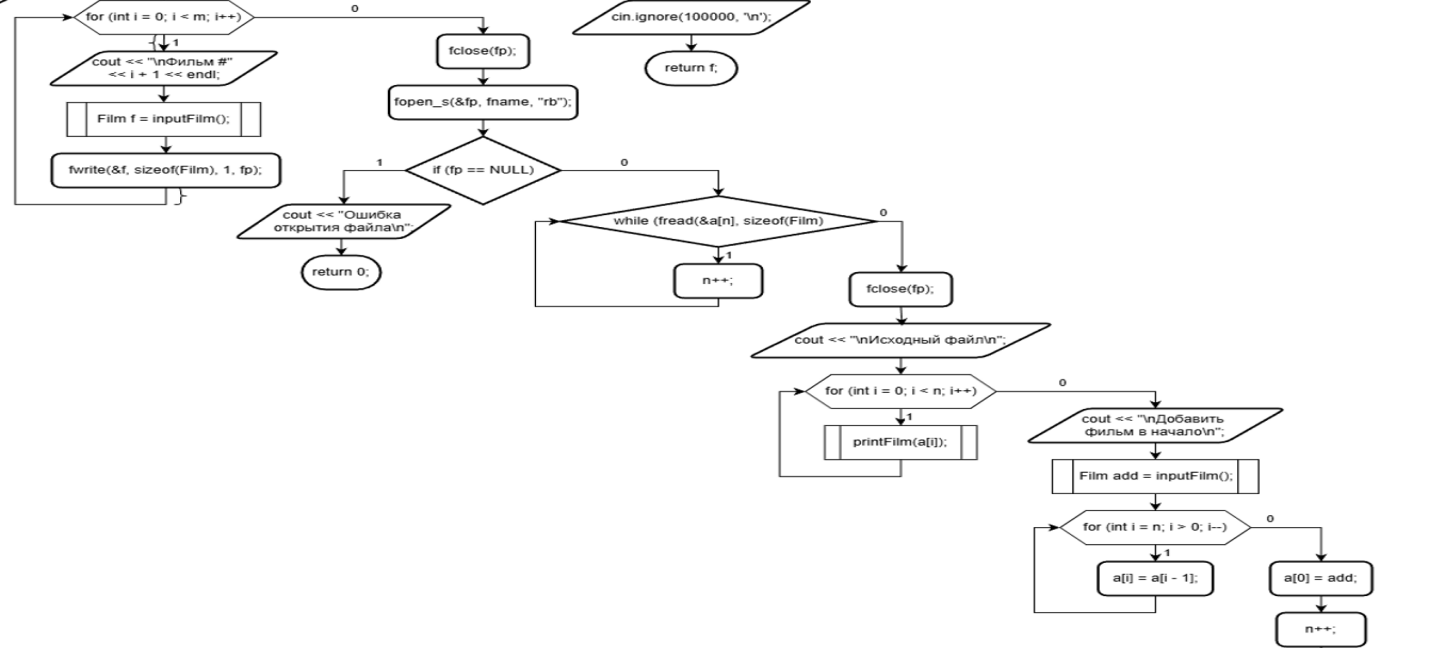 for (int i = 0; i < m; i++)
0
1
cout << "\nФильм #"
<< i + 1 << endl;
Film f = inputFilm();
fwrite(&f, sizeof(Film), 1, fp);
}
fclose(fp);
fopen_s(&fp, fname, "rb");
if (fp == NULL)
1
0
cout << "Ошибка
открытия файла\n";
return 0;
while (fread(&a[n], sizeof(Film)
0
1
n++;
fclose(fp);
cout << "\nИсходный файл\n";
for (int i = 0; i < n; i++)
0
1
printFilm(a[i]);
cout << "\nДобавить
фильм в начало\n";
Film add = inputFilm();
for (int i = n; i > 0; i--)
0
1
a[i] = a[i - 1];
a[0] = add;
n++;
cin.ignore(100000, '\n');
return f;